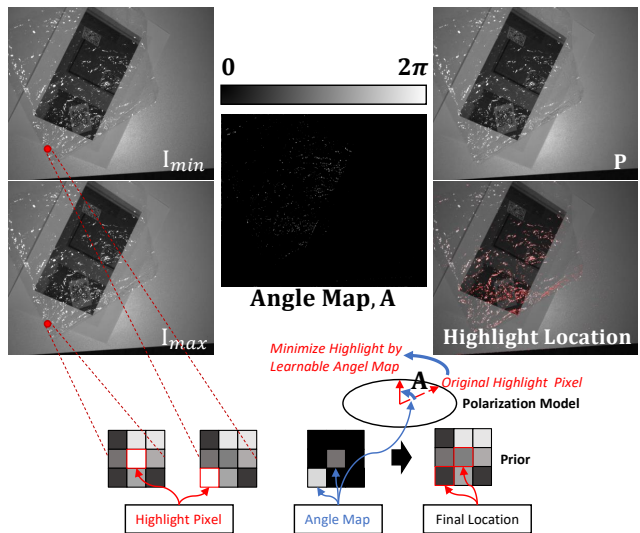 0
2π
I_min
P
Angle Map, A
I_max
Highlight Location
Minimize Highlight by
Learnable Angel Map
A
Original Highlight Pixel
Polarization Model
Prior
Highlight Pixel
Angle Map
Final Location